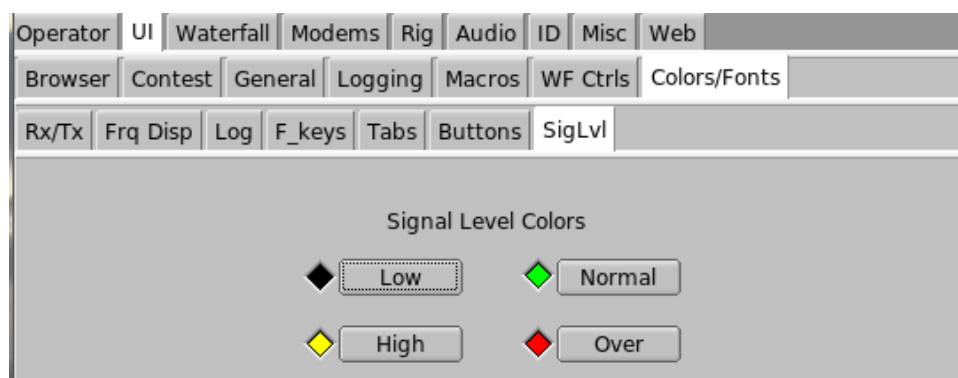 Operator UI Waterfall Modems Rig Audio ID Misc Web
Browser Contest General Logging Macros WF Ctrls Colors/Fonts
Rx/Tx Frq Disp Log F_keys Tabs Buttons SigLvl
Signal Level Colors
Low Normal
High Over